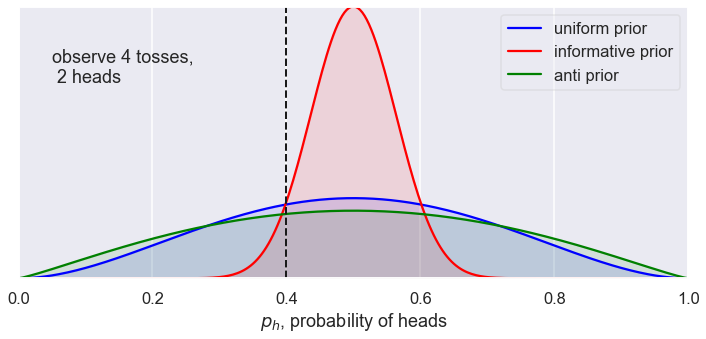 observe 4 tosses,
2 heads
uniform prior
informative prior
anti prior
0.0 0.2 0.4 0.6 0.8 1.0
p_h, probability of heads